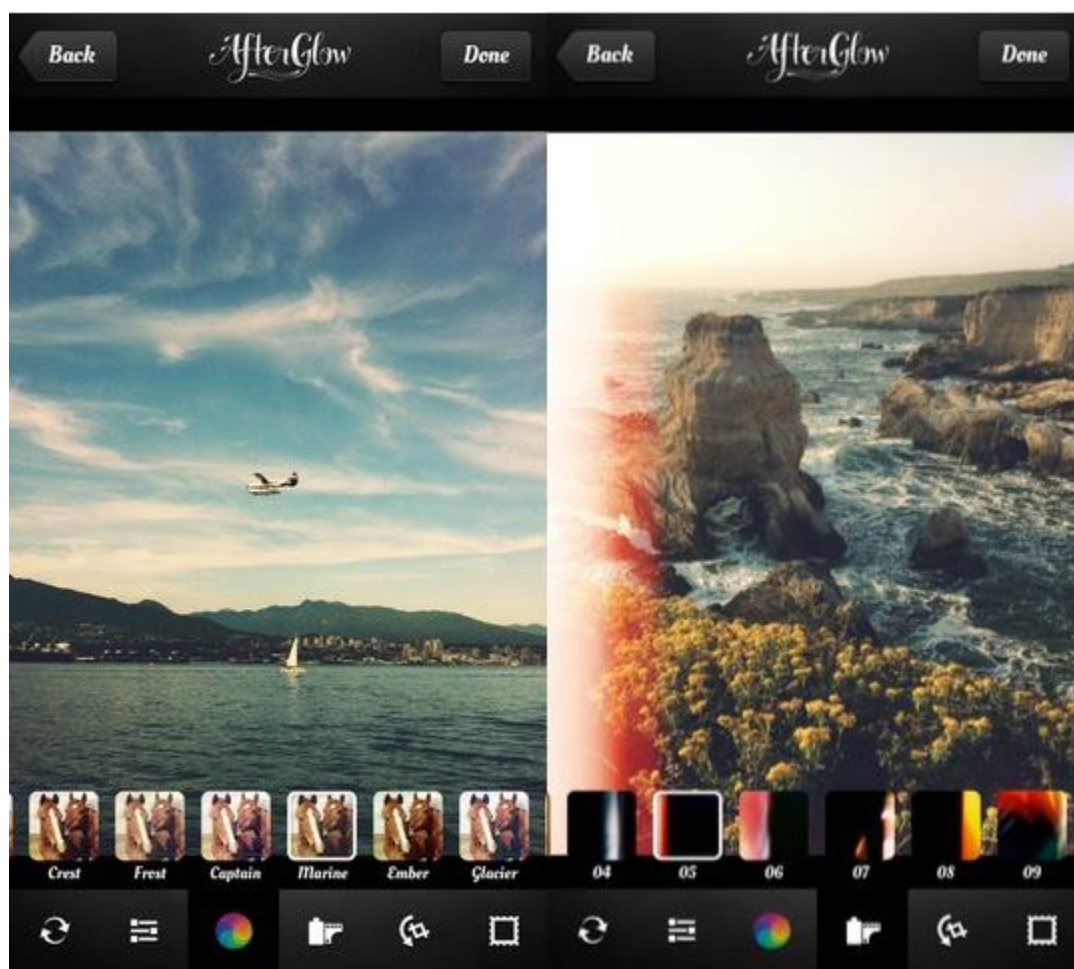 Back AfterGlow Done
Crest Frost Captain Marine Ember Glacier
Back AfterGlow Done
04 05 06 07 08 09